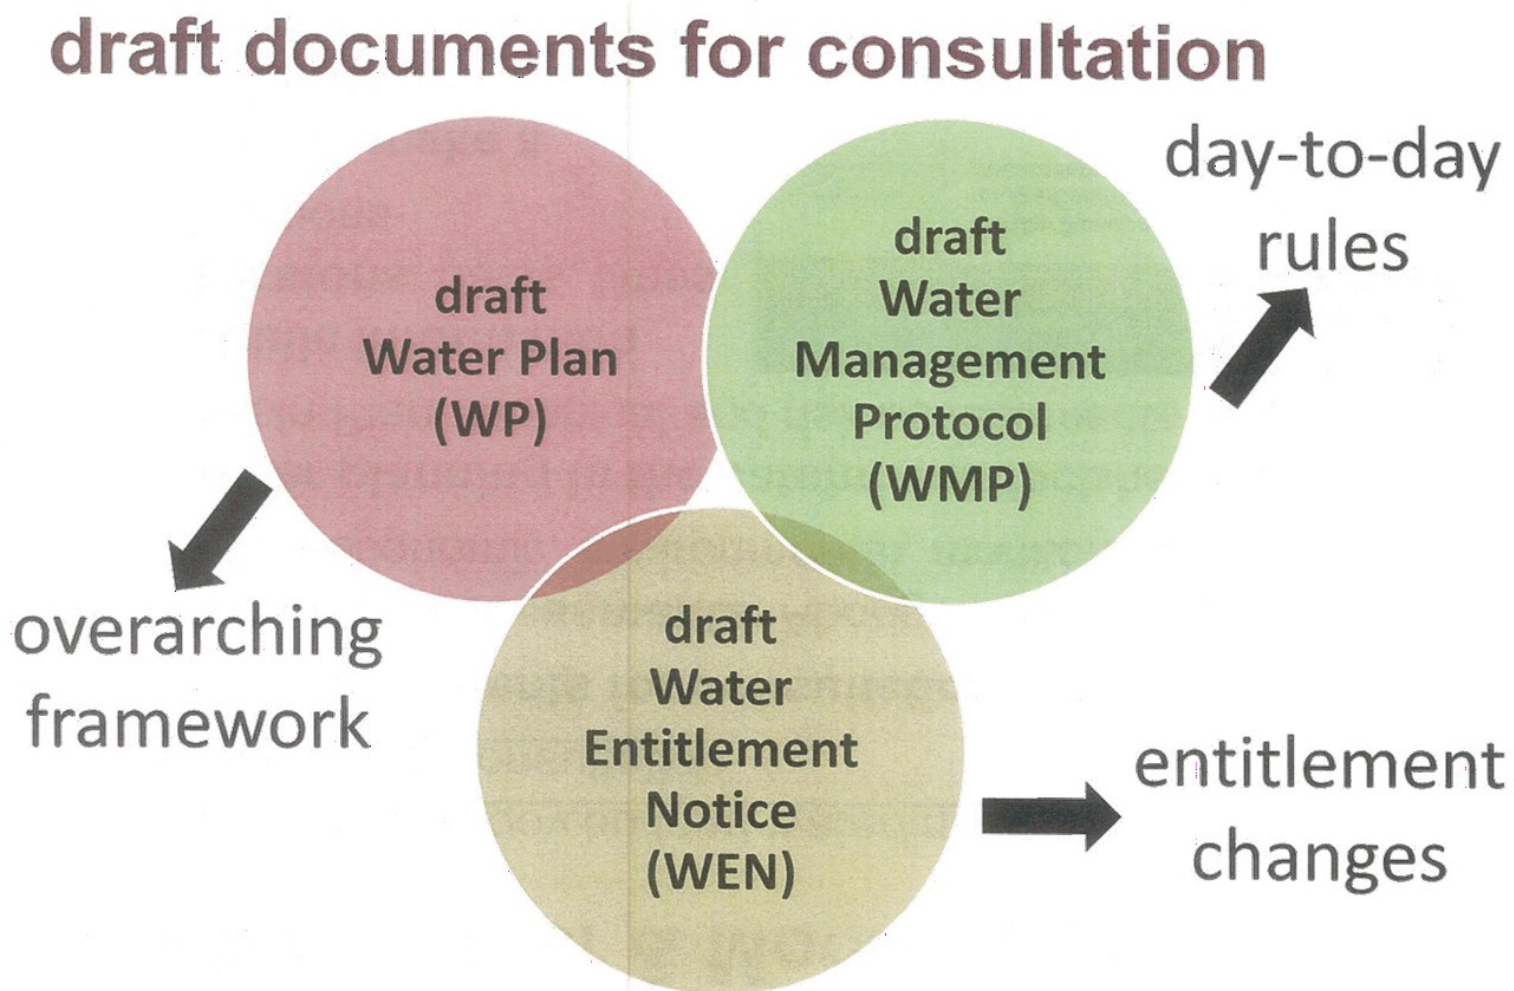 draft documents for consultation
draft
Water Plan
(WP)
overarching
framework
draft
Water
Management
Protocol
(WMP)
day-to-day
rules
draft
Water
Entitlement
Notice
(WEN)
entitlement
changes